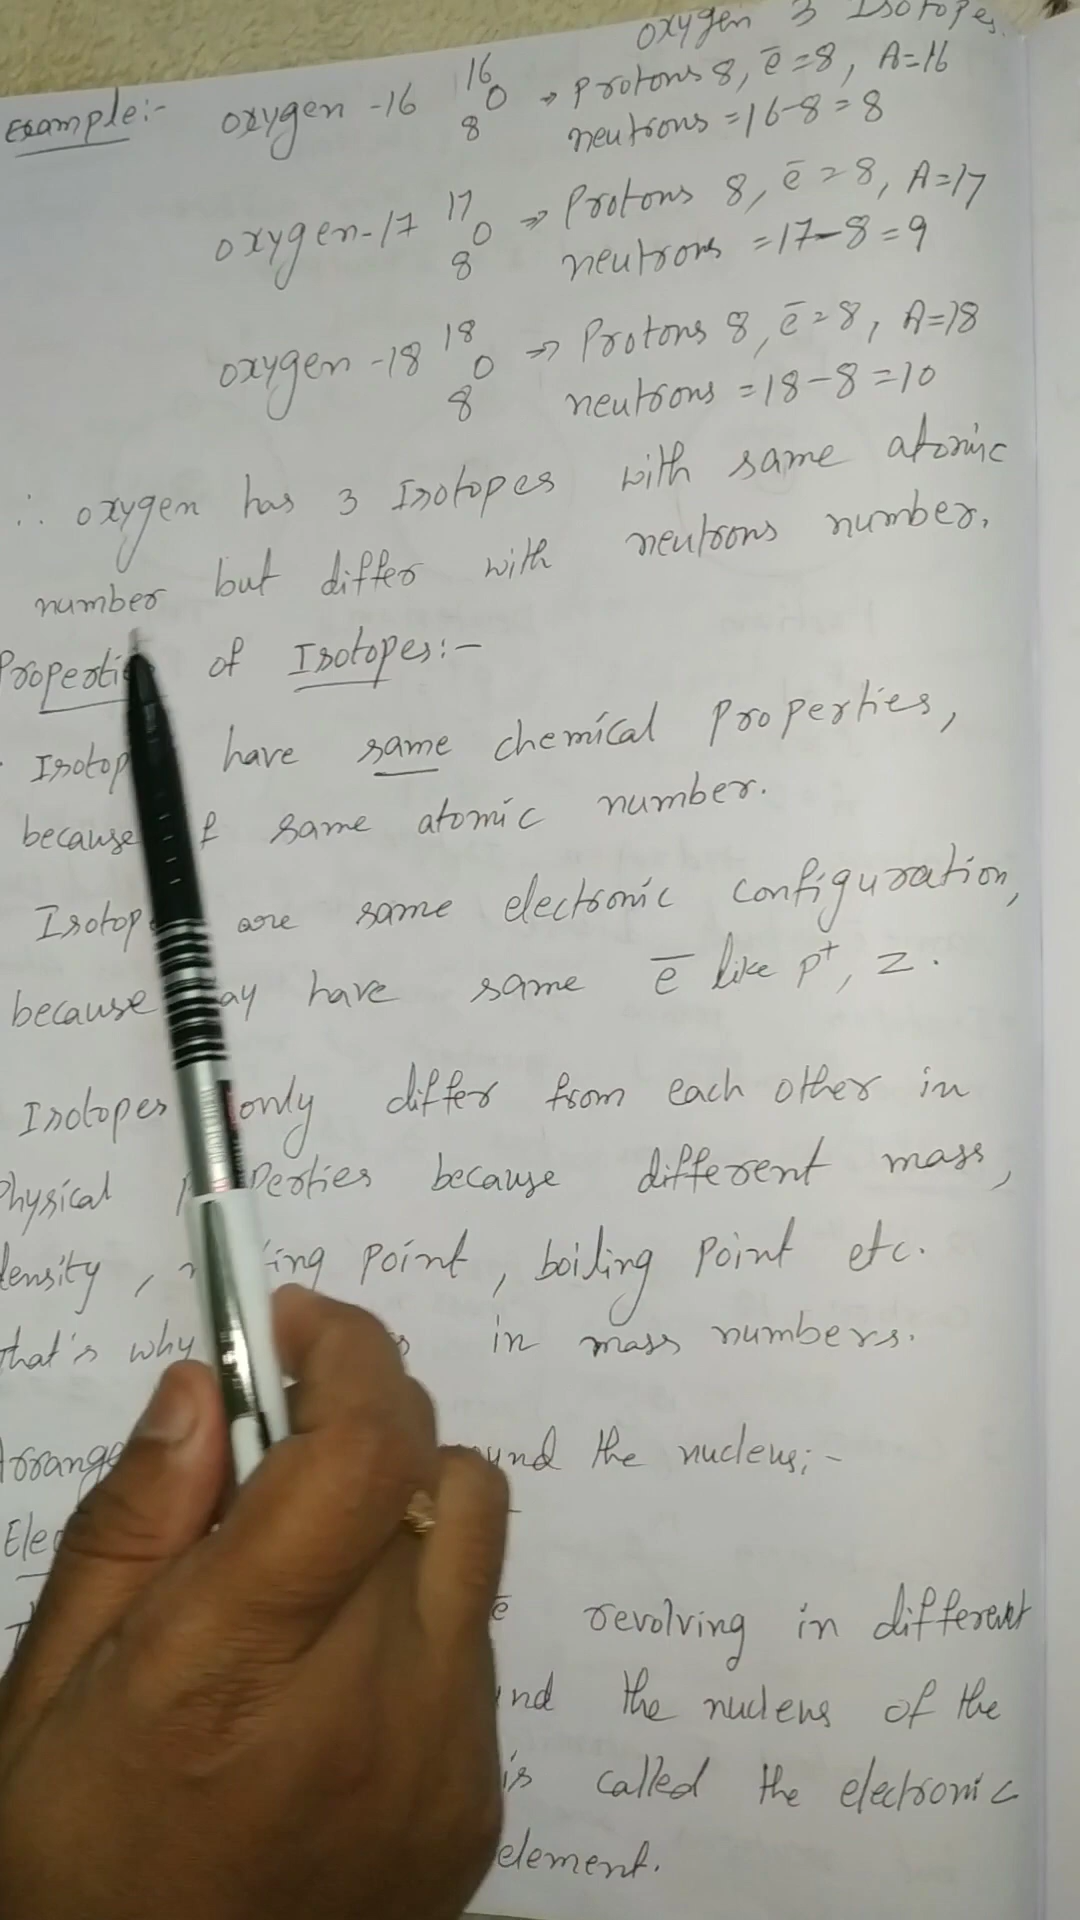 oxygen 3 Isotopes
Example:- oxygen -16 16 8 O → Protons 8, e̅ = 8, A=16
neutrons = 16-8 = 8
oxygen-17 17 8 O ⇒ Protons 8, e̅ = 8, A=17
neutrons = 17-8 = 9
oxygen -18 18 8 O ⇒ Protons 8, e̅ = 8, A=18
neutrons = 18-8 = 10
∴ oxygen has 3 Isotopes with same atomic
number but differ with neutrons number.
of Isotopes:-
have same chemical Properties,
because same atomic number.
are same electronic configuration,
because have same e̅ like p⁺, z.
Isotopes only differ from each other in
Physical because different mass,
density, point, boiling point etc.
that's why in mass numbers.
the nucleus:-
e̅ revolving in different
the nucleus of the
is called the electronic
element.